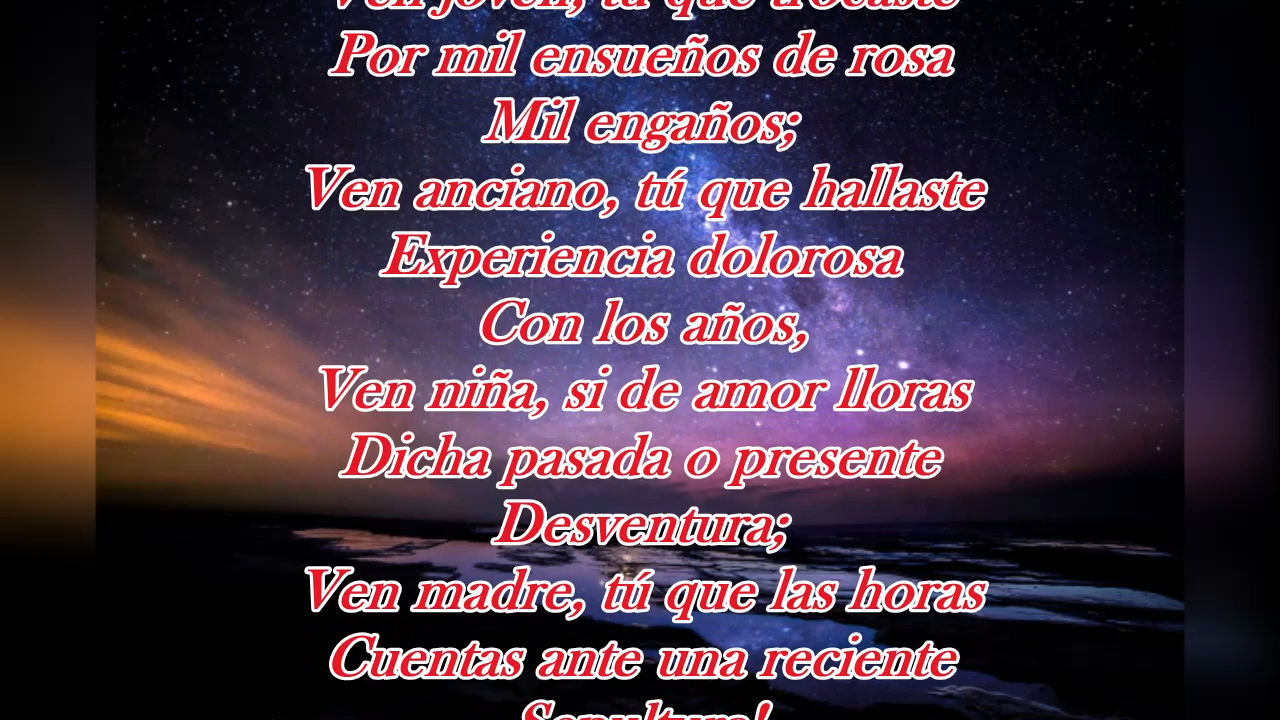 Ven joven, tú que trocaste
Por mil ensueños de rosa
Mil engaños;
Ven anciano, tú que hallaste
Experiencia dolorosa
Con los años,
Ven niña, si de amor lloras
Dicha pasada o presente
Desventura;
Ven madre, tú que las horas
Cuentas ante una reciente
Sepultura!